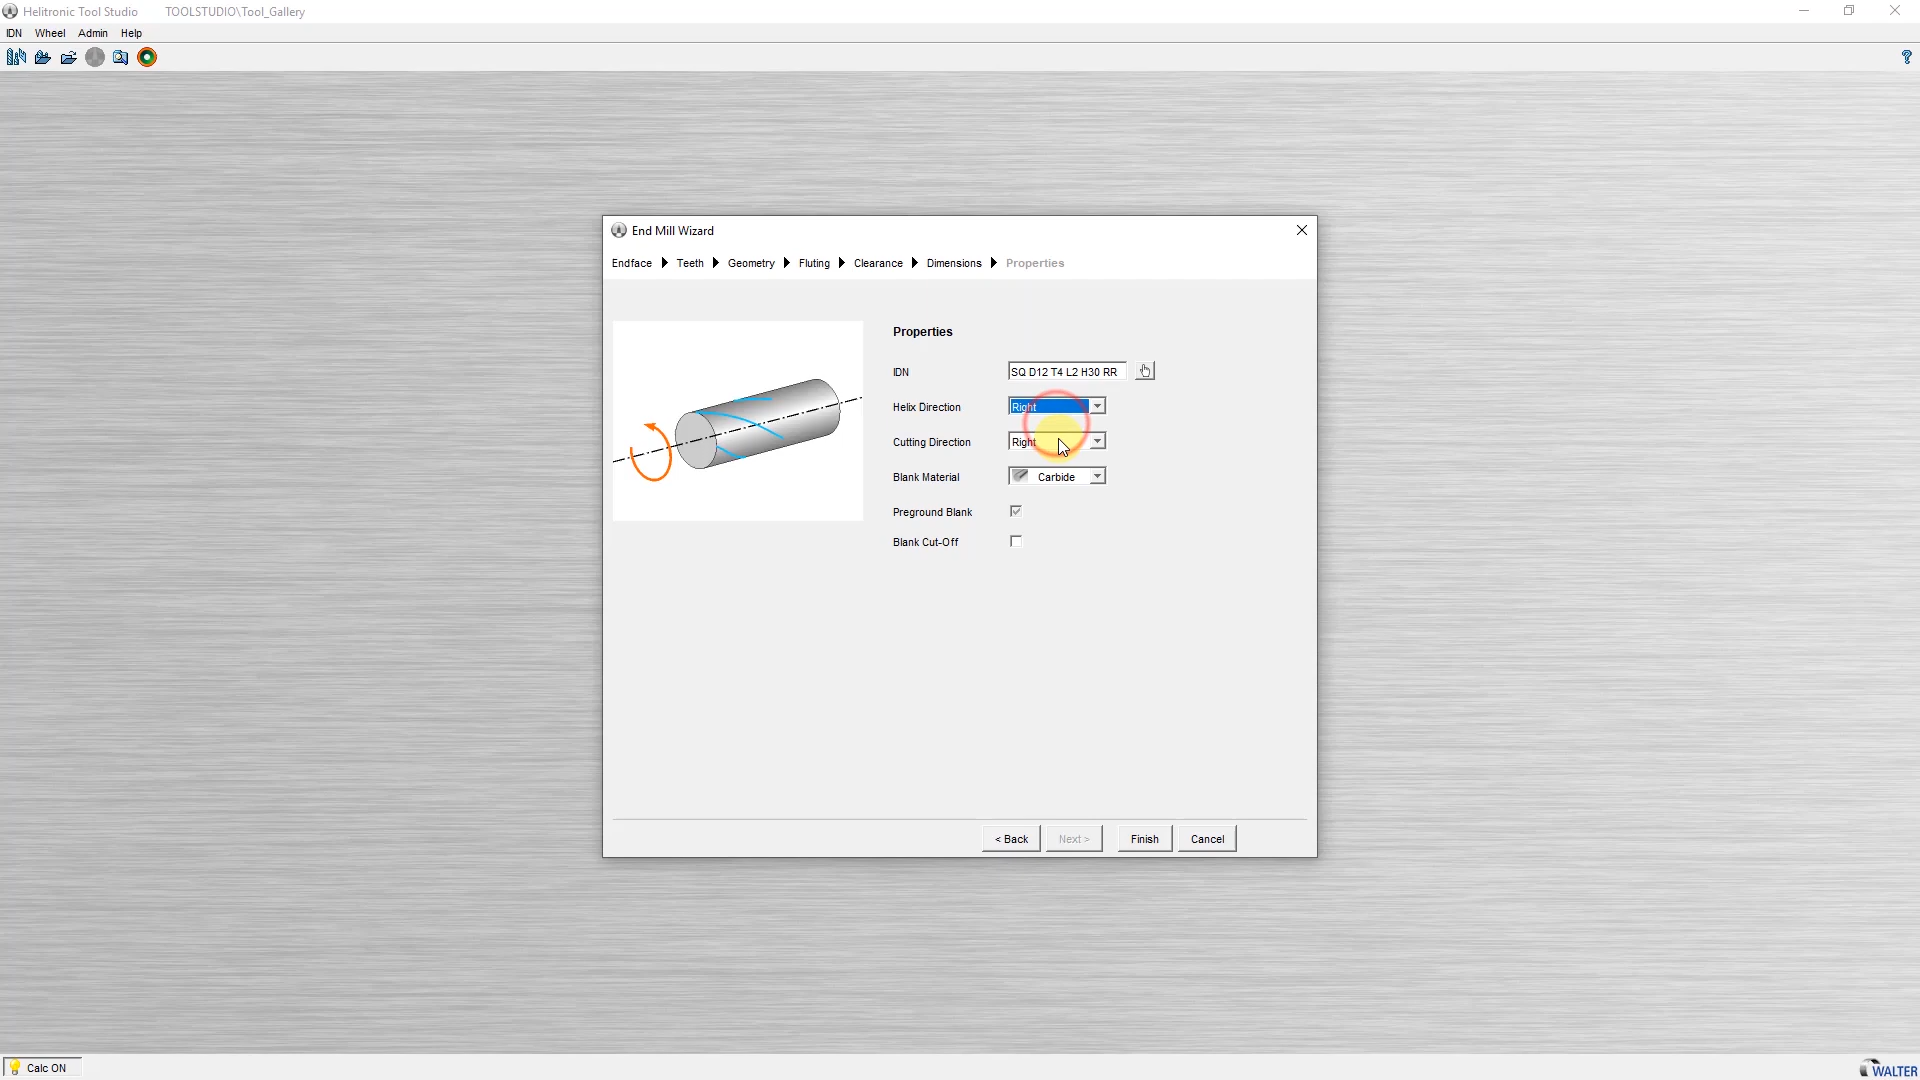 Helitronic Tool Studio TOOLSTUDIO\Tool_Gallery
IDN Wheel Admin Help
?
End Mill Wizard
Endface Teeth Geometry Fluting Clearance Dimensions Properties
Properties
IDN SQ D12 T4 L2 H30 RR
Helix Direction Right
Cutting Direction Right
Blank Material Carbide
Preground Blank
Blank Cut-Off
< Back Next > Finish Cancel
Calc ON
WALTER